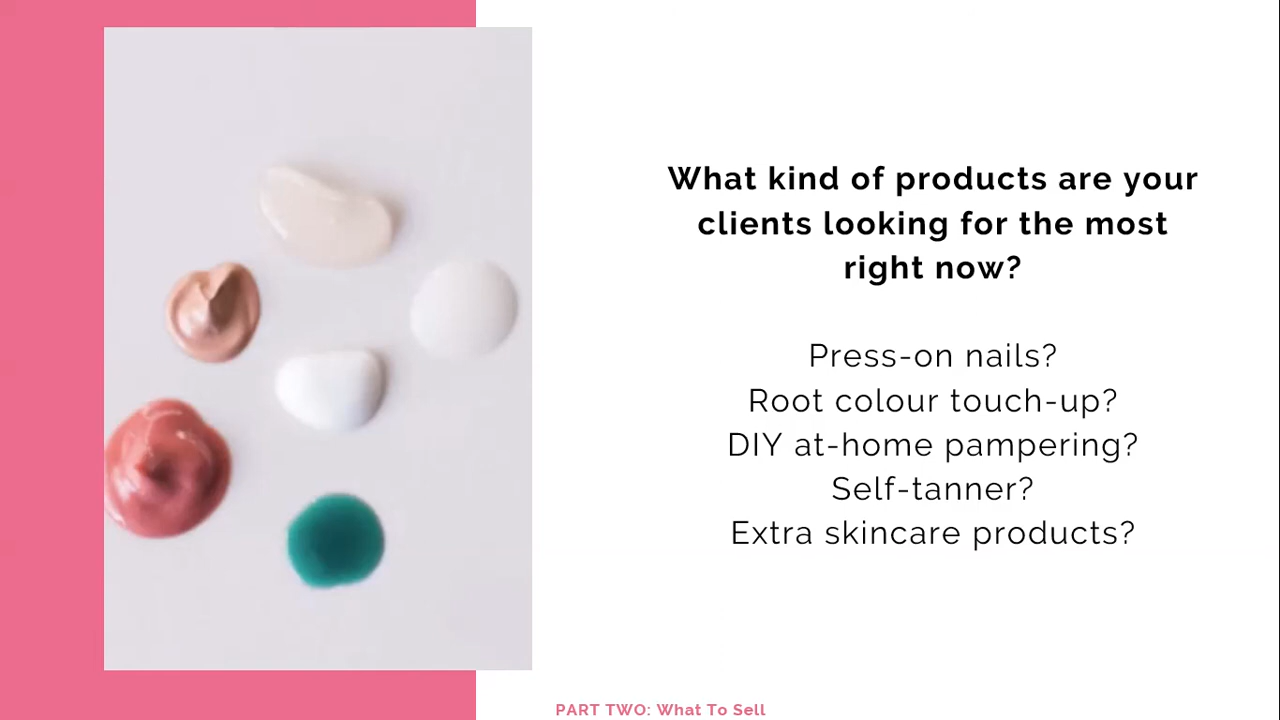 What kind of products are your
clients looking for the most
right now?
Press-on nails?
Root colour touch-up?
DIY at-home pampering?
Self-tanner?
Extra skincare products?
PART TWO: What To Sell